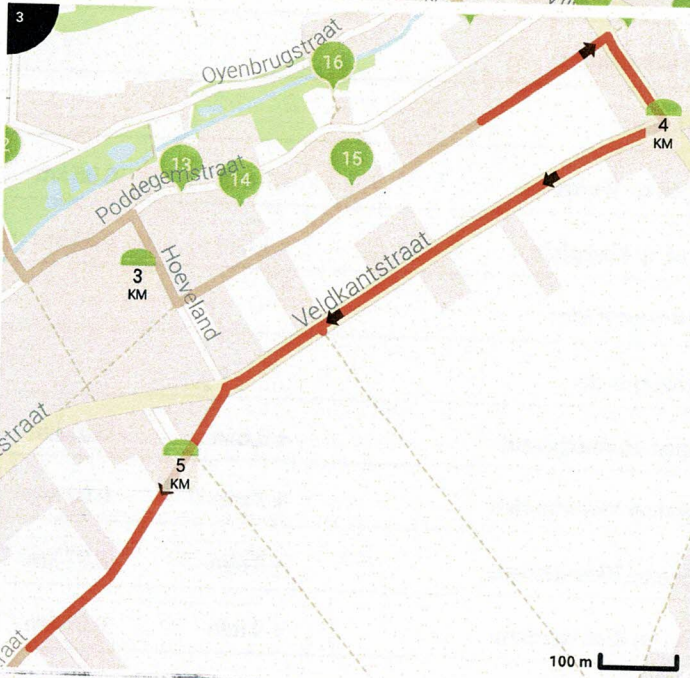 3
Oyenbrugstraat
16
2
13
Poddegemstraat
14
15
4
KM
3
KM
Hoeveland
Veldkantstraat
straat
5
KM
raat
100 m